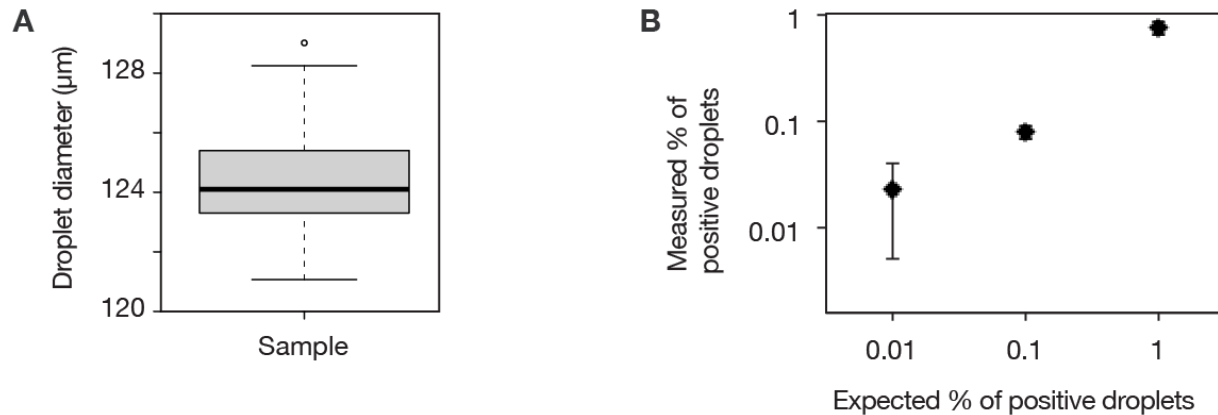 A
Droplet diameter (μm)
128
124
120
Sample
B
Measured % of
positive droplets
1
0.1
0.01
0.01 0.1 1
Expected % of positive droplets